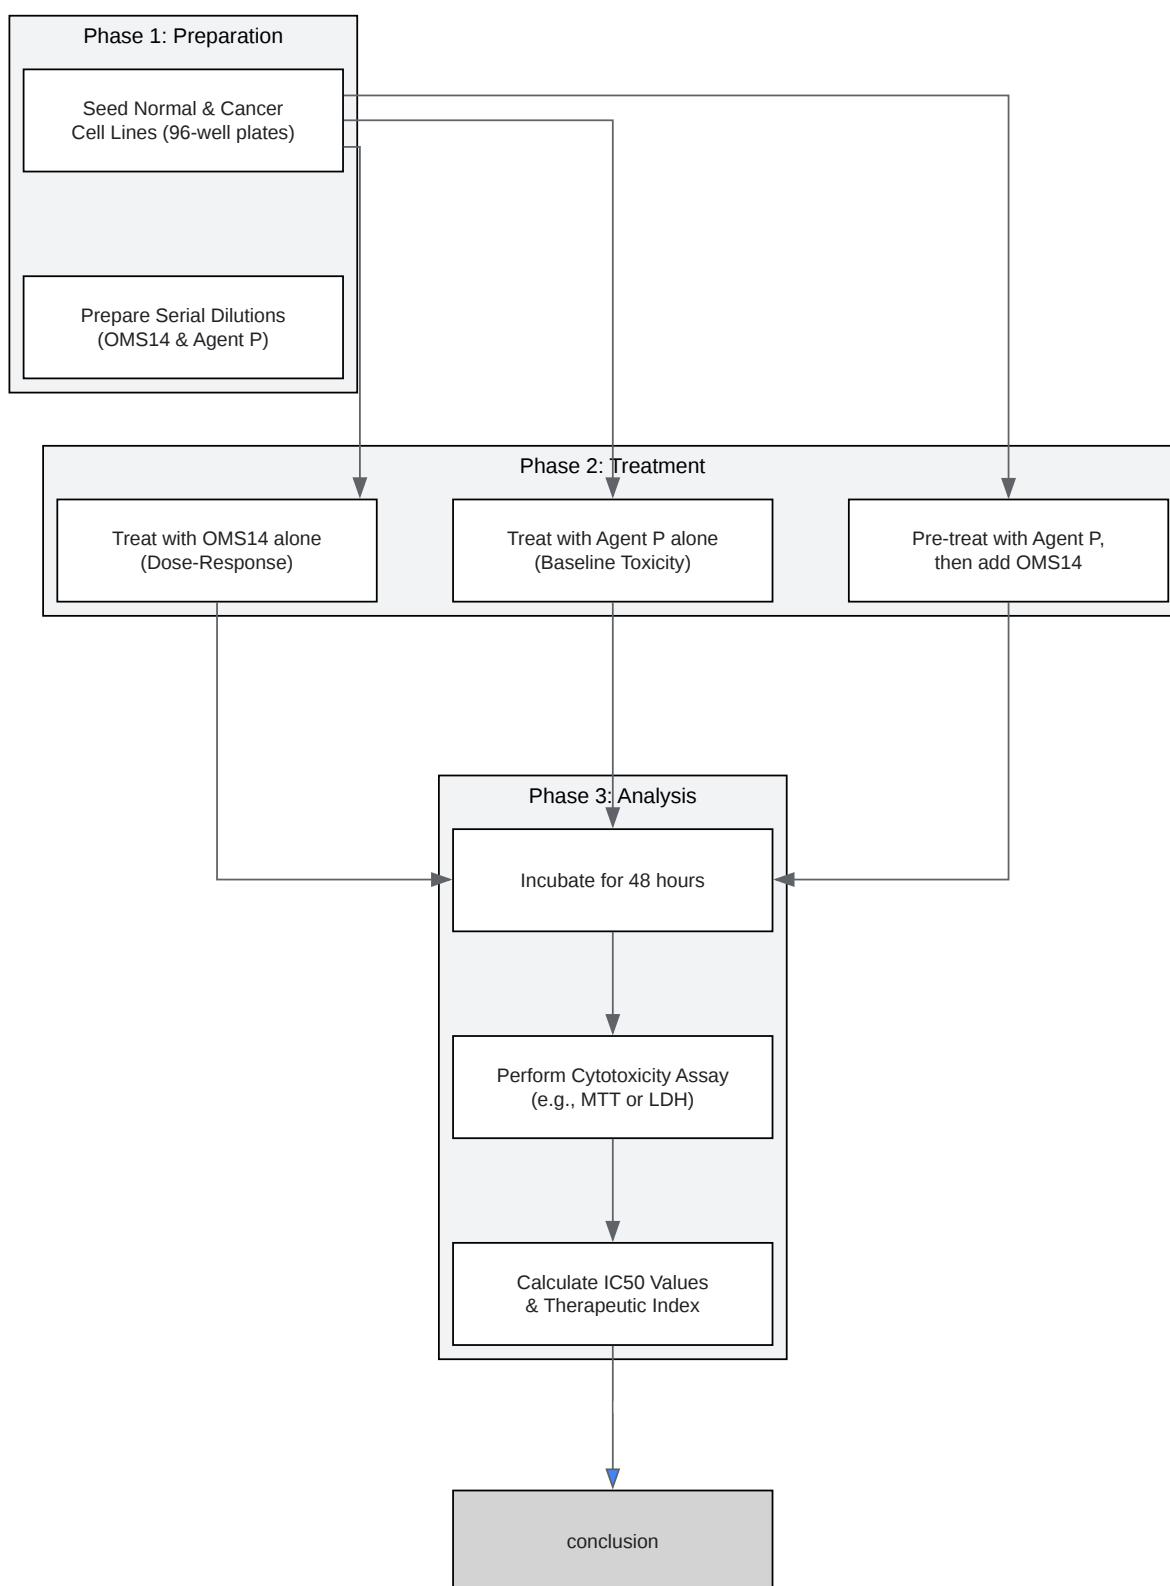 Phase 1: Preparation
Seed Normal & Cancer
Cell Lines (96-well plates)
Prepare Serial Dilutions
(OMS14 & Agent P)
Phase 2: Treatment
Treat with OMS14 alone
(Dose-Response)
Treat with Agent P alone
(Baseline Toxicity)
Pre-treat with Agent P,
then add OMS14
Phase 3: Analysis
Incubate for 48 hours
Perform Cytotoxicity Assay
(e.g., MTT or LDH)
Calculate IC50 Values
& Therapeutic Index
conclusion